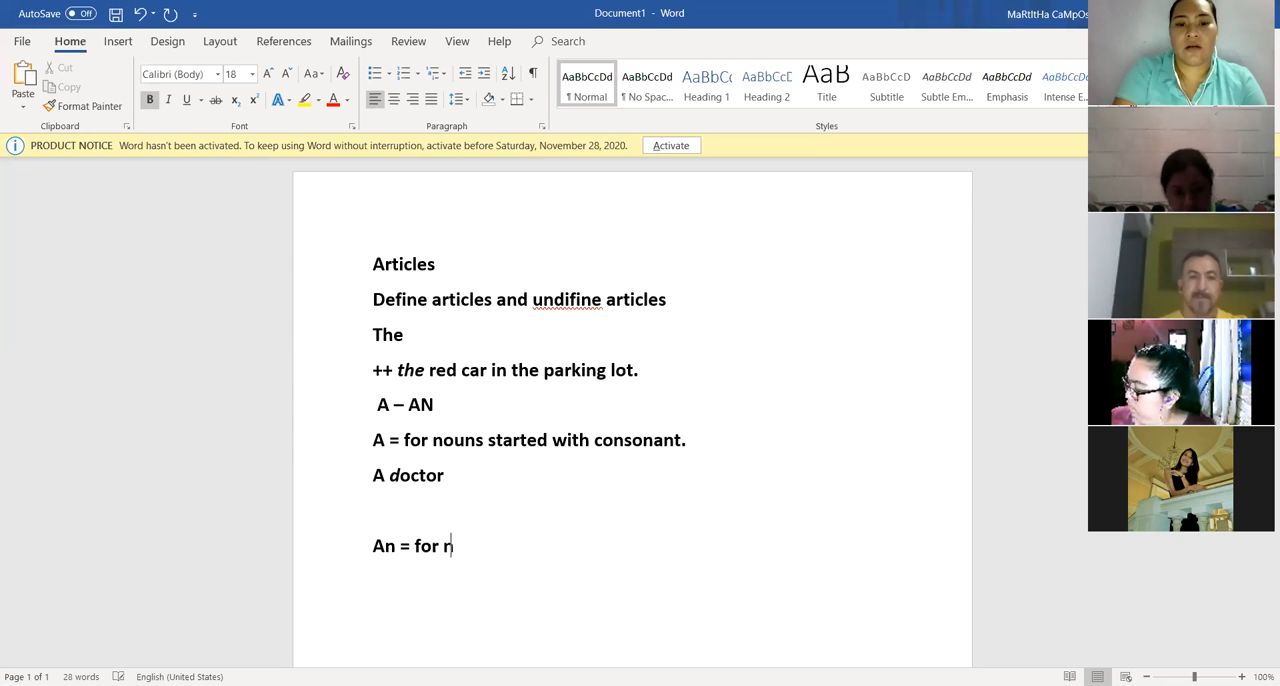 AutoSave Off
Document1 - Word
MaRtItHa CaMpOs
File Home Insert Design Layout References Mailings Review View Help Search
Paste
Cut
Copy
Format Painter
Clipboard
Calibri (Body) 18
Font
Paragraph
AaBbCcDd AaBbCcDd AaBbCc AaBbCcD AaB AaBbCcD AaBbCcDd AaBbCcDd AaBbCcDd
¶ Normal ¶ No Spac... Heading 1 Heading 2 Title Subtitle Subtle Em... Emphasis Intense E...
Styles
PRODUCT NOTICE Word hasn't been activated. To keep using Word without interruption, activate before Saturday, November 28, 2020. Activate
Articles
Define articles and undifine articles
The
++ the red car in the parking lot.
A – AN
A = for nouns started with consonant.
A doctor
An = for n
Page 1 of 1 28 words English (United States) 100%